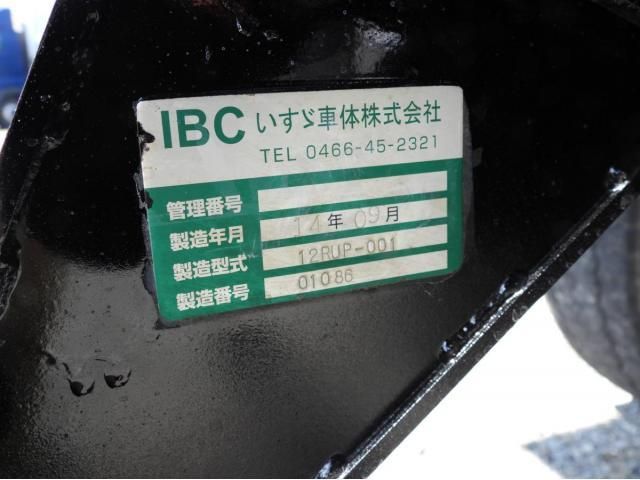 IBC いすゞ車体株式会社
TEL 0466-45-2321
管理番号
製造年月 14年09月
製造型式 12RUP-001
製造番号 01086